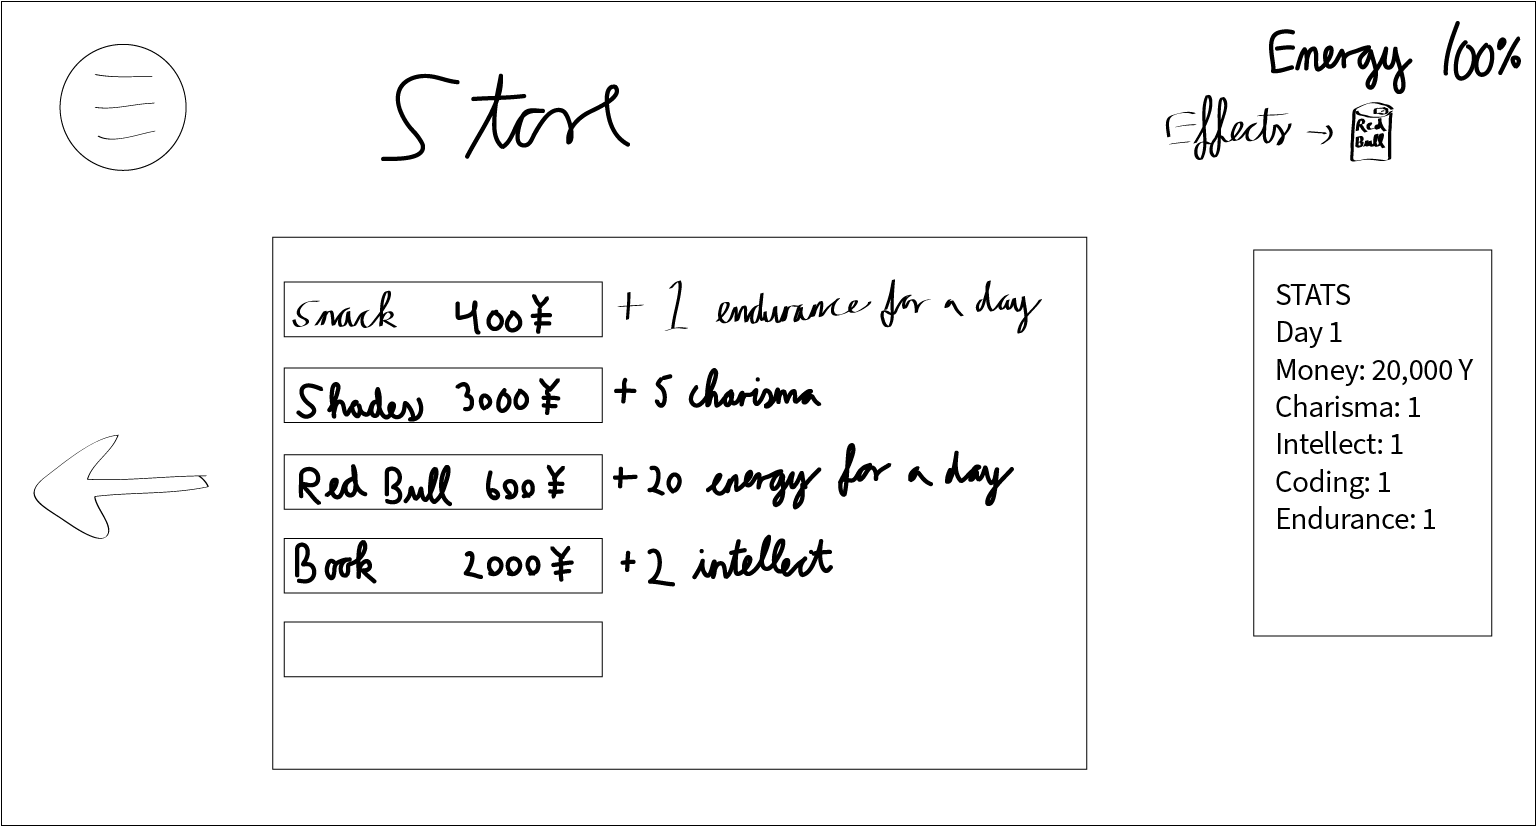 Store
Energy 100%
Effects → Red Bull
Snack 400¥ + 1 endurance for a day
Shades 3000¥ + 5 charisma
Red Bull 600¥ +20 energy for a day
Book 2000¥ +2 intellect
STATS
Day 1
Money: 20,000 Y
Charisma: 1
Intellect: 1
Coding: 1
Endurance: 1